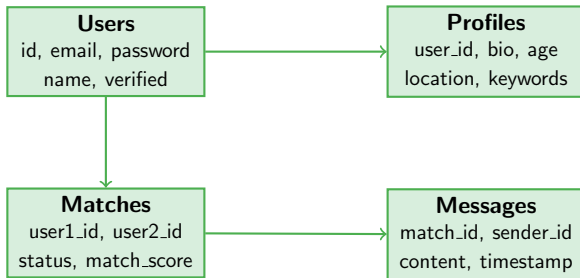 Users
id, email, password
name, verified
Profiles
user_id, bio, age
location, keywords
Matches
user1_id, user2_id
status, match_score
Messages
match_id, sender_id
content, timestamp